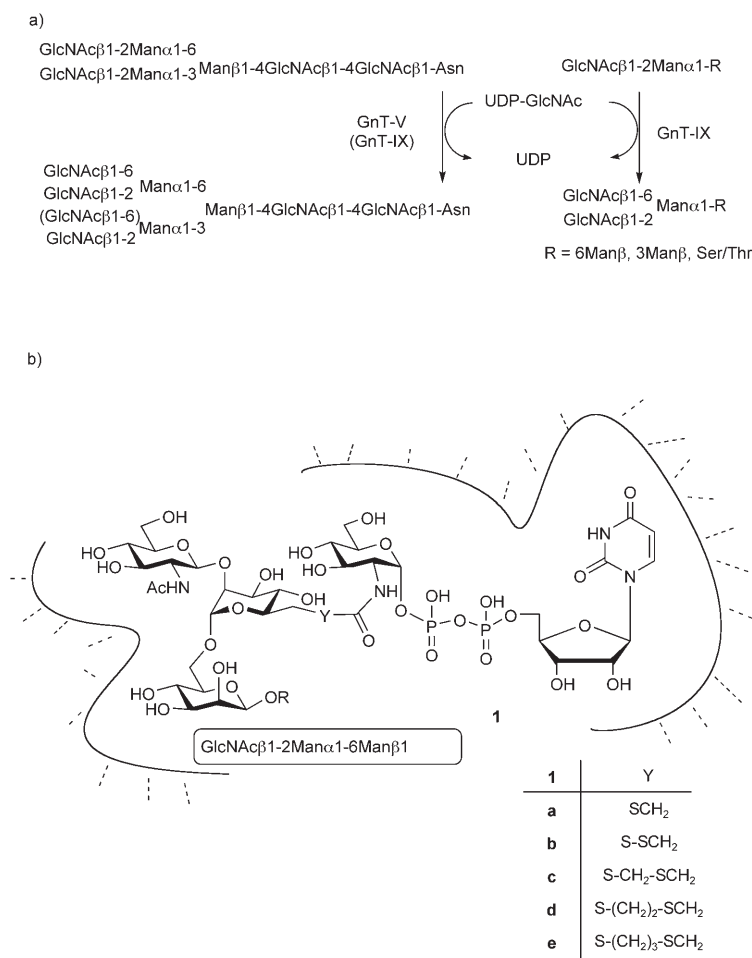 a)
GlcNAcβ1-2Manα1-6
GlcNAcβ1-2Manα1-3
Manβ1-4GlcNAcβ1-4GlcNAcβ1-Asn
GlcNAcβ1-2Manα1-R
GnT-V
(GnT-IX)
UDP-GlcNAc
UDP
GnT-IX
GlcNAcβ1-6
GlcNAcβ1-2
Manα1-6
(GlcNAcβ1-6)
GlcNAcβ1-2
Manα1-3
Manβ1-4GlcNAcβ1-4GlcNAcβ1-Asn
GlcNAcβ1-6
GlcNAcβ1-2
Manα1-R
R = 6Manβ, 3Manβ, Ser/Thr
b)
OH
HO
HO
O
O
AcHN
HO
OH
O
O
Y
O
NH
OH
HO
HO
O
O
OH
P
O
O
OH
P
O
O
O
OH OH
N
HN
O
O
O
HO
HO
OH
O
OR
1
GlcNAcβ1-2Manα1-6Manβ1
1 Y
a SCH₂
b S-SCH₂
c S-CH₂-SCH₂
d S-(CH₂)₂-SCH₂
e S-(CH₂)₃-SCH₂